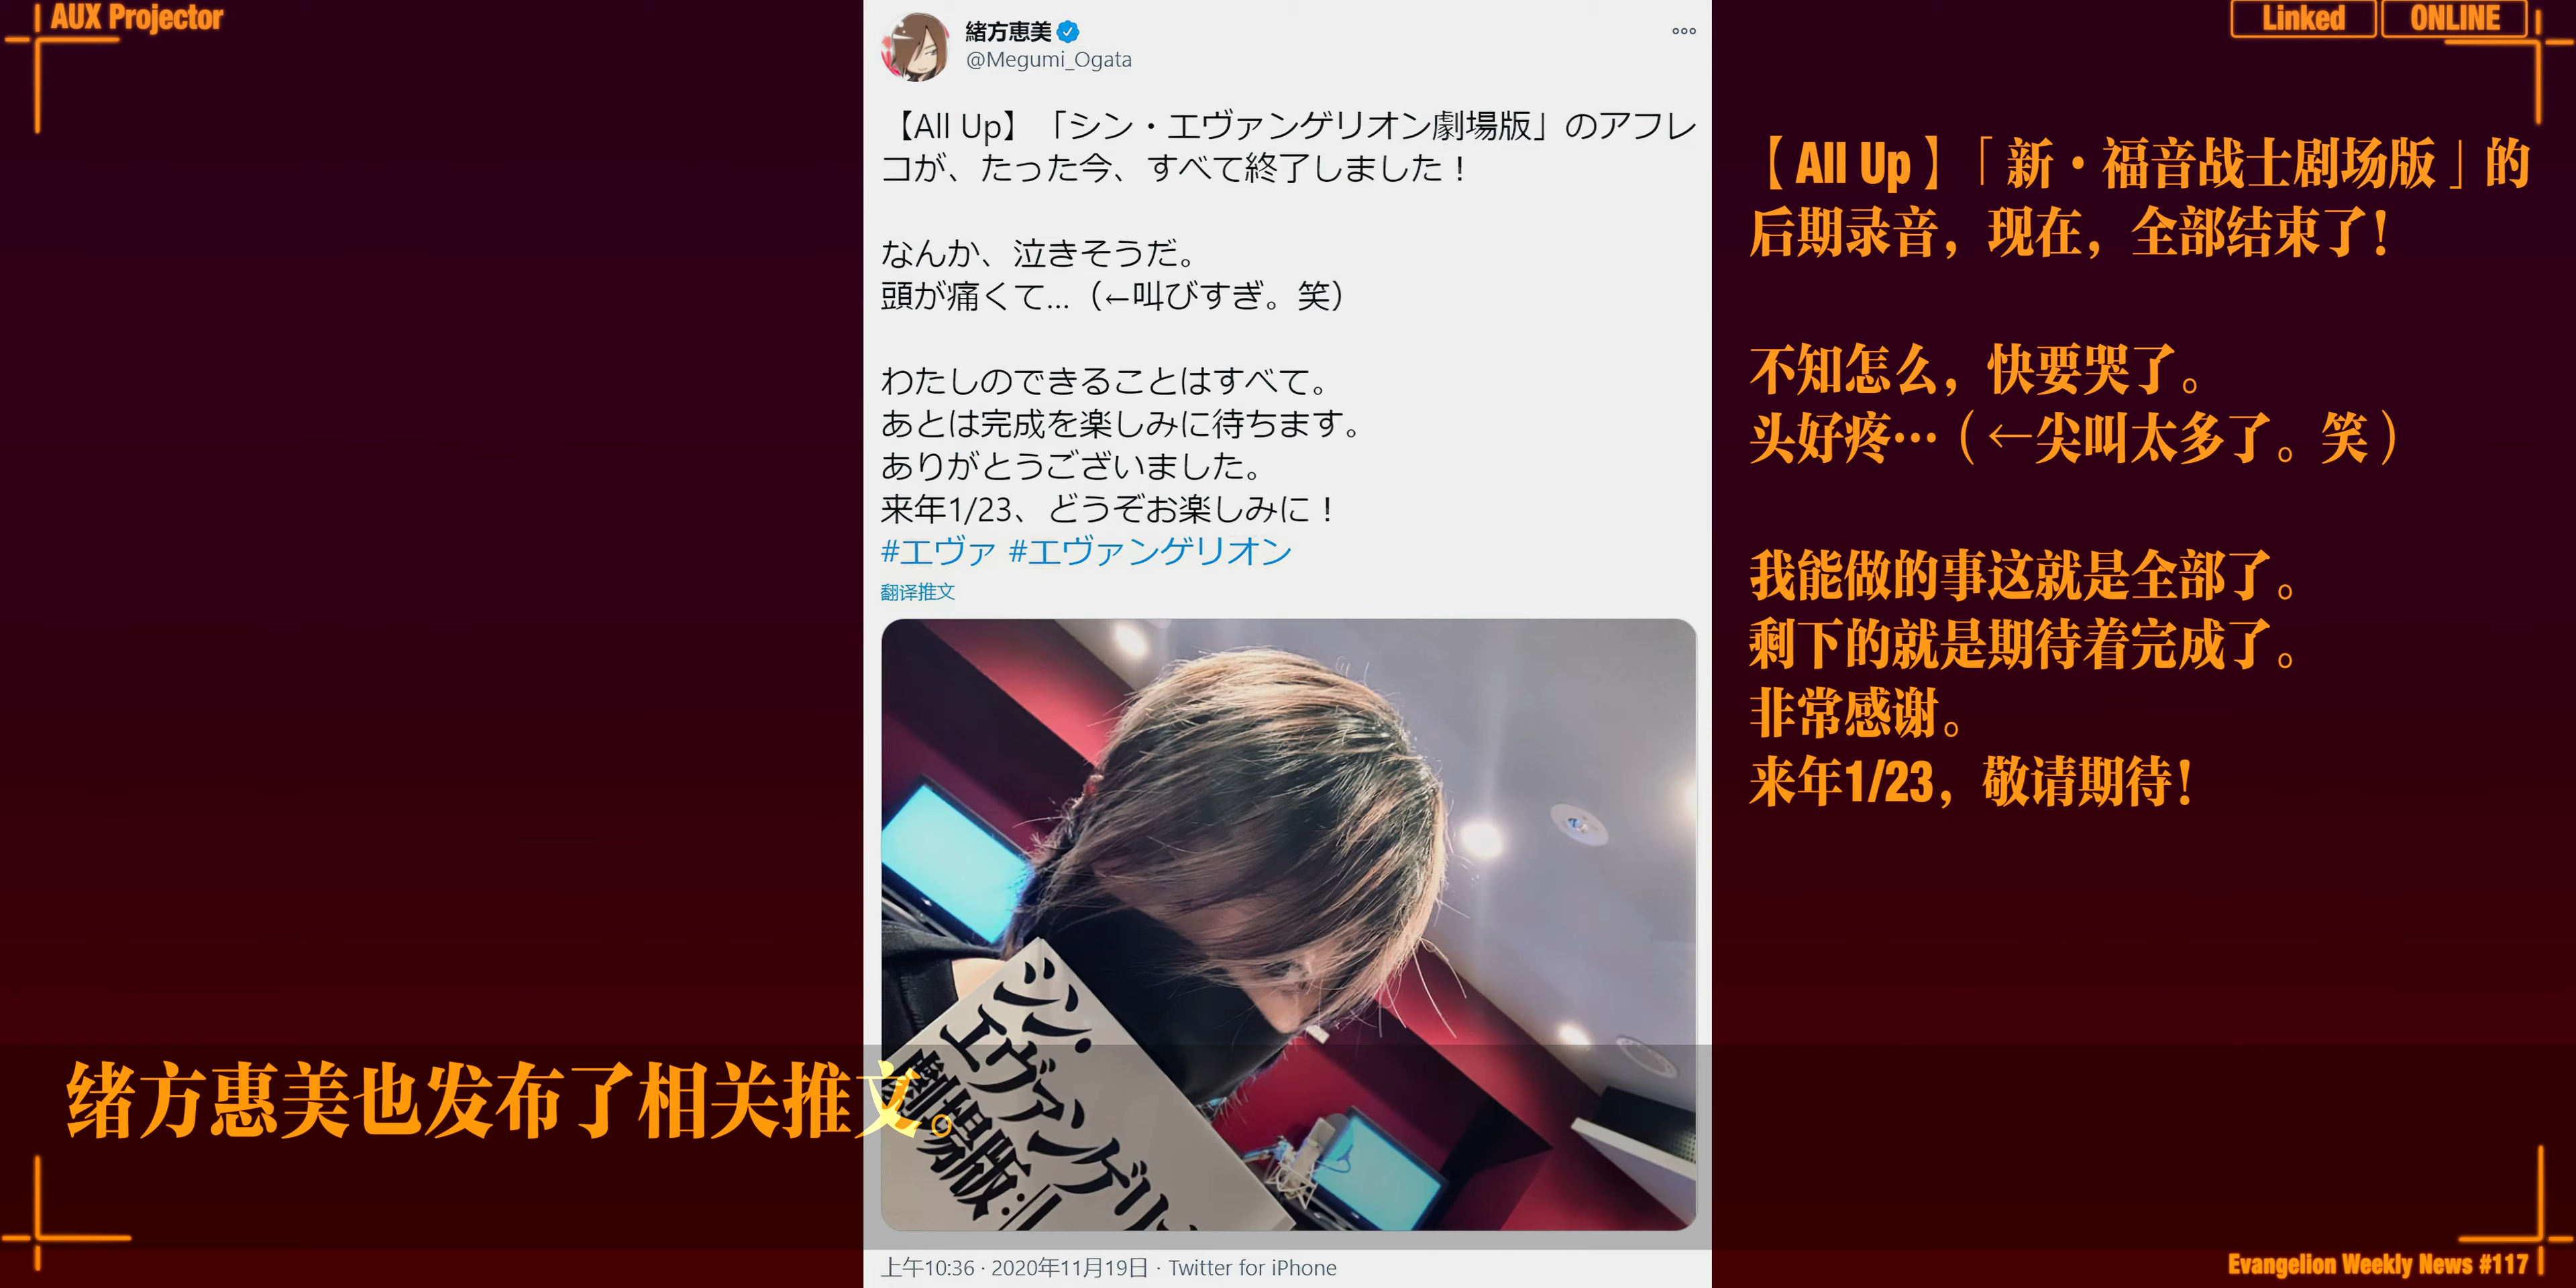 AUX Projector
Linked
ONLINE
緒方恵美
@Megumi_Ogata
【All Up】「シン・エヴァンゲリオン劇場版」のアフレ
コが、たった今、すべて終了しました！
なんか、泣きそうだ。
頭が痛くて…（←叫びすぎ。笑）
わたしのできることはすべて。
あとは完成を楽しみに待ちます。
ありがとうございました。
来年1/23、どうぞお楽しみに！
#エヴァ #エヴァンゲリオン
翻译推文
シン・
エヴァンゲリ
劇場版:||
上午10:36 · 2020年11月19日 · Twitter for iPhone
【All Up】「新・福音战士剧场版」的
后期录音，现在，全部结束了！
不知怎么，快要哭了。
头好疼…（←尖叫太多了。笑）
我能做的事这就是全部了。
剩下的就是期待着完成了。
非常感谢。
来年1/23，敬请期待！
绪方惠美也发布了相关推文。
Evangelion Weekly News #117